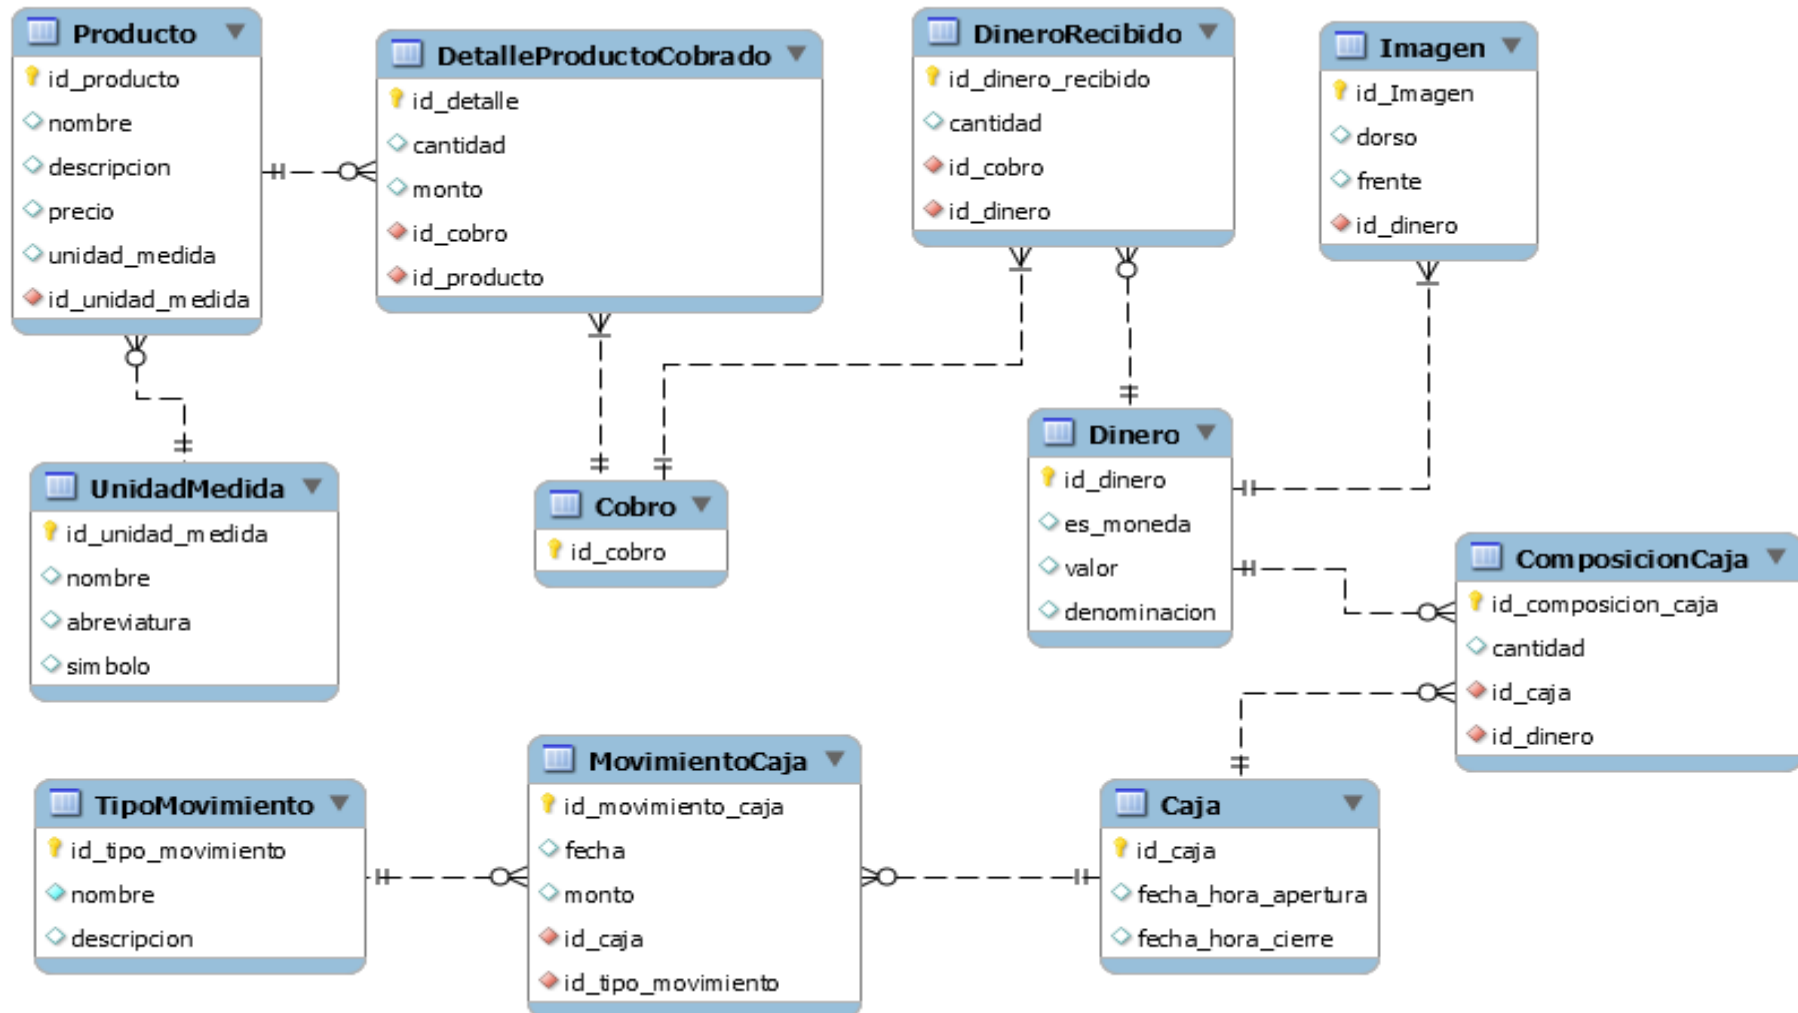 Producto
id_producto
nombre
descripcion
precio
unidad_medida
id_unidad_medida
DetalleProductoCobrado
id_detalle
cantidad
monto
id_cobro
id_producto
DineroRecibido
id_dinero_recibido
cantidad
id_cobro
id_dinero
Imagen
id_Imagen
dorso
frente
id_dinero
UnidadMedida
id_unidad_medida
nombre
abreviatura
simbolo
Cobro
id_cobro
Dinero
id_dinero
es_moneda
valor
denominacion
ComposicionCaja
id_composicion_caja
cantidad
id_caja
id_dinero
TipoMovimiento
id_tipo_movimiento
nombre
descripcion
MovimientoCaja
id_movimiento_caja
fecha
monto
id_caja
id_tipo_movimiento
Caja
id_caja
fecha_hora_apertura
fecha_hora_cierre